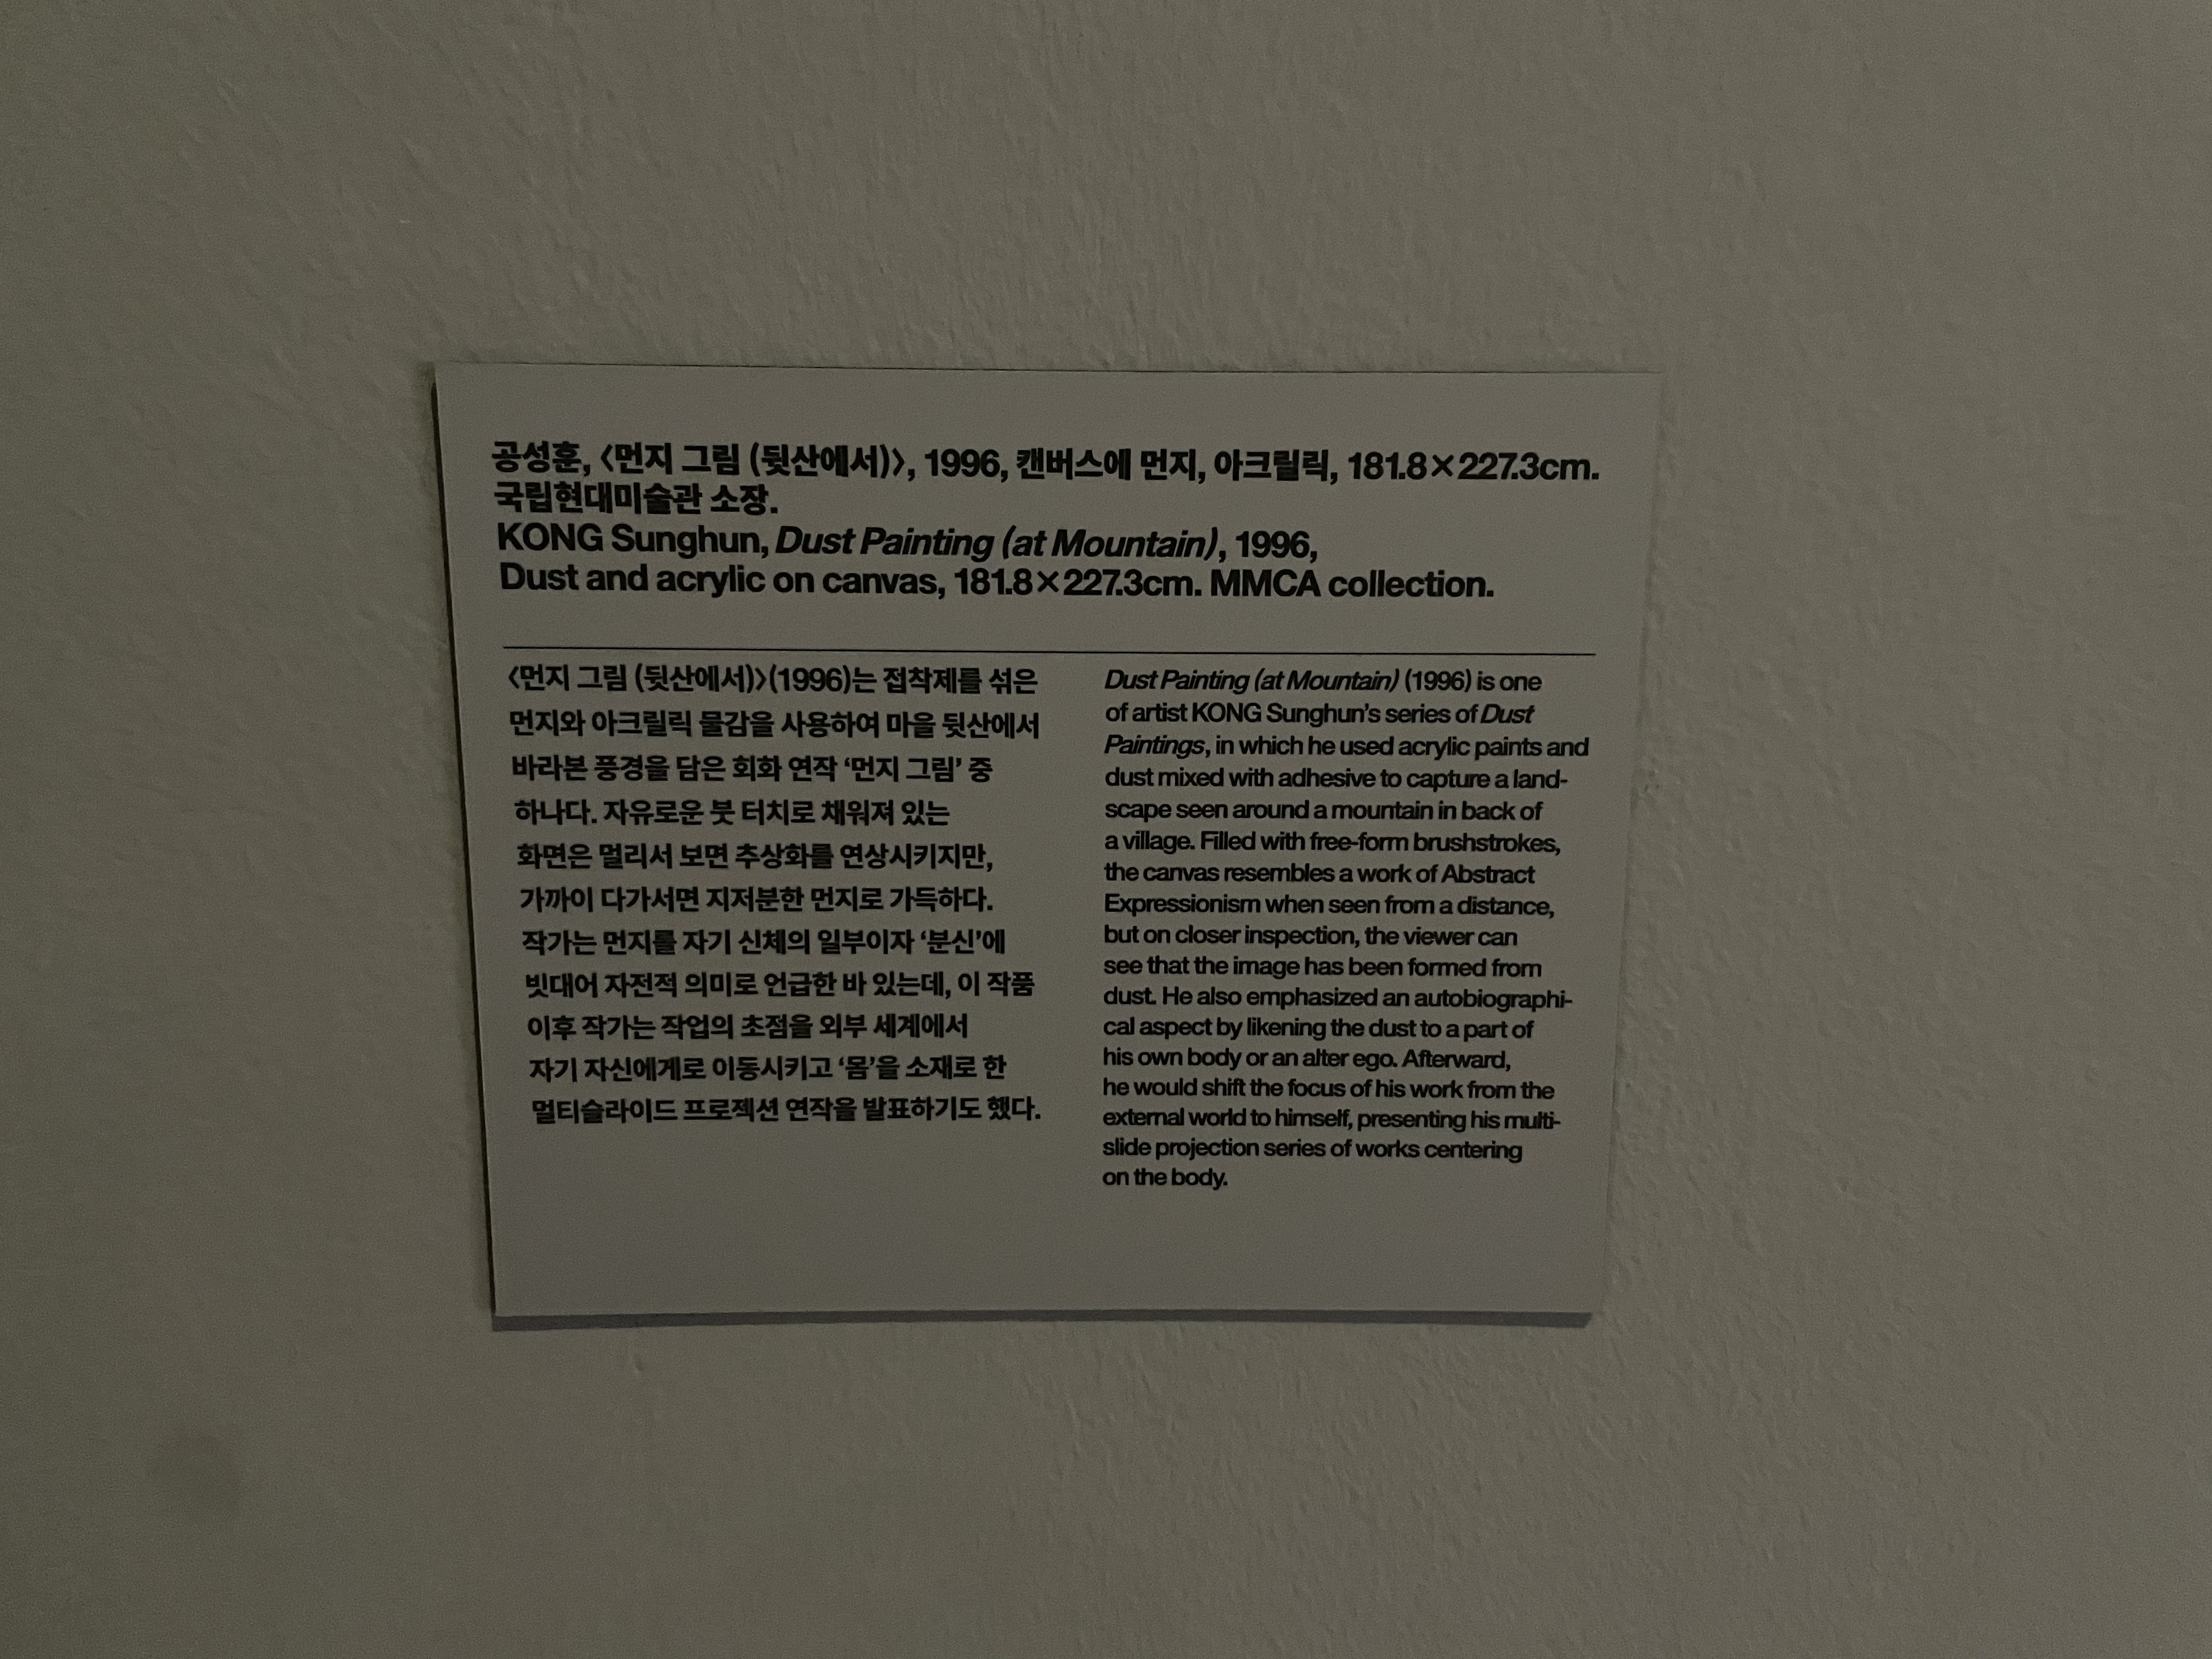 공성훈, 〈먼지 그림 (뒷산에서)〉, 1996, 캔버스에 먼지, 아크릴릭, 181.8×227.3cm.
국립현대미술관 소장.
KONG Sunghun, Dust Painting (at Mountain), 1996,
Dust and acrylic on canvas, 181.8×227.3cm. MMCA collection.
〈먼지 그림 (뒷산에서)〉(1996)는 접착제를 섞은
먼지와 아크릴릭 물감을 사용하여 마을 뒷산에서
바라본 풍경을 담은 회화 연작 ‘먼지 그림’ 중
하나다. 자유로운 붓 터치로 채워져 있는
화면은 멀리서 보면 추상화를 연상시키지만,
가까이 다가서면 지저분한 먼지로 가득하다.
작가는 먼지를 자기 신체의 일부이자 ‘분신’에
빗대어 자전적 의미로 언급한 바 있는데, 이 작품
이후 작가는 작업의 초점을 외부 세계에서
자기 자신에게로 이동시키고 ‘몸’을 소재로 한
멀티슬라이드 프로젝션 연작을 발표하기도 했다.
Dust Painting (at Mountain) (1996) is one
of artist KONG Sunghun’s series of Dust
Paintings, in which he used acrylic paints and
dust mixed with adhesive to capture a land-
scape seen around a mountain in back of
a village. Filled with free-form brushstrokes,
the canvas resembles a work of Abstract
Expressionism when seen from a distance,
but on closer inspection, the viewer can
see that the image has been formed from
dust. He also emphasized an autobiographi-
cal aspect by likening the dust to a part of
his own body or an alter ego. Afterward,
he would shift the focus of his work from the
external world to himself, presenting his multi-
slide projection series of works centering
on the body.